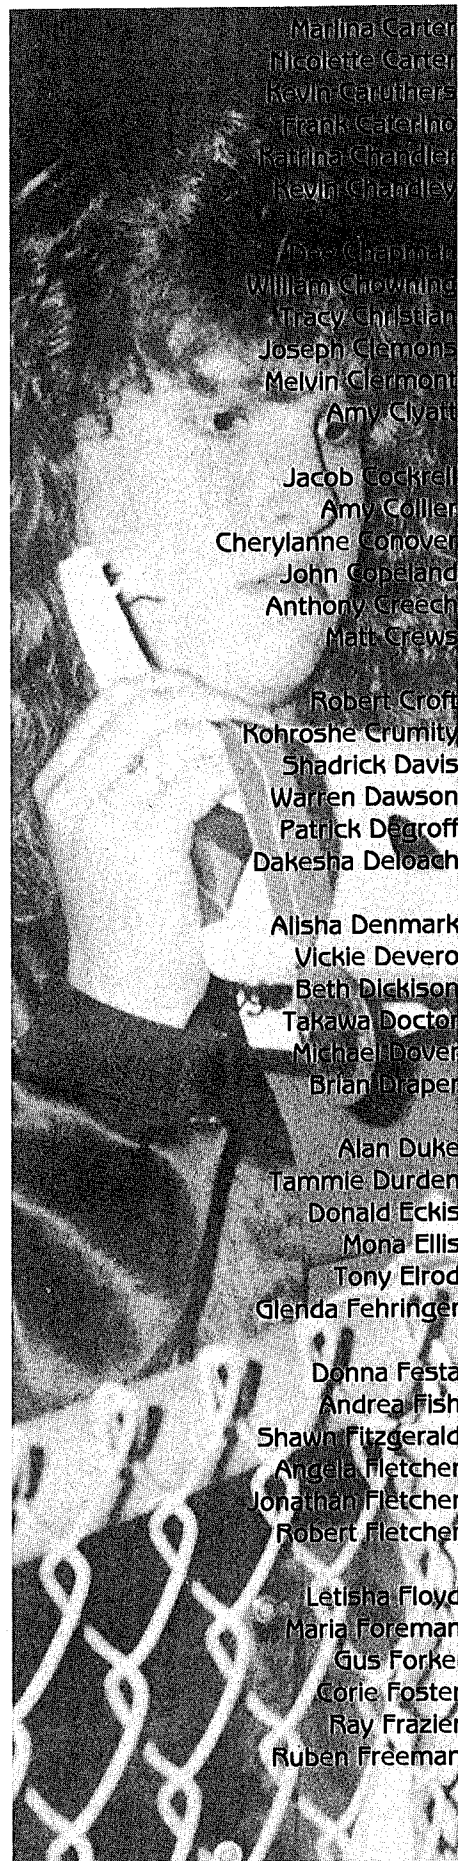 Marlina Carter
Nicolette Carter
Kevin Caruthers
Frank Caterino
Katrina Chandler
Kevin Chandley
Dee Chapman
William Chowning
Tracy Christian
Joseph Clemons
Melvin Clermont
Amy Clyatt
Jacob Cockrell
Amy Collier
Cherylanne Conover
John Copeland
Anthony Creech
Matt Crews
Robert Croft
Kohroshe Crumity
Shadrick Davis
Warren Dawson
Patrick Degroff
Dakesha Deloach
Alisha Denmark
Vickie Devero
Beth Dickison
Takawa Doctor
Michael Dover
Brian Draper
Alan Duke
Tammie Durden
Donald Eckis
Mona Ellis
Tony Elrod
Glenda Fehringer
Donna Festa
Andrea Fish
Shawn Fitzgerald
Angela Fletcher
Jonathan Fletcher
Robert Fletcher
Letisha Floyd
Maria Foreman
Gus Forke
Corie Foster
Ray Frazier
Ruben Freeman